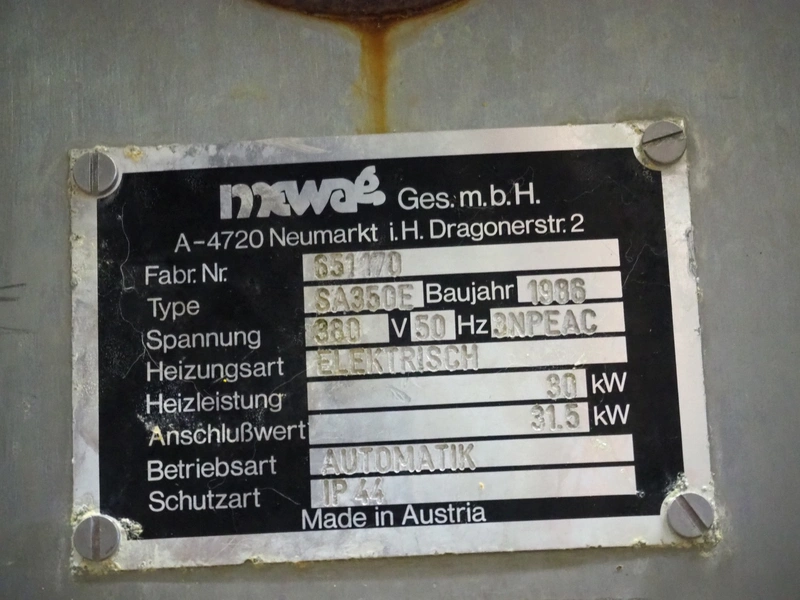 mewag Ges.m.b.H.
A-4720 Neumarkt i.H. Dragonerstr.2
Fabr. Nr. 651170
Type SA350E Baujahr 1986
Spannung 380 V 50 Hz 3NPEAC
Heizungsart ELEKTRISCH
Heizleistung 30 kW
Anschlußwert 31.5 kW
Betriebsart AUTOMATIK
Schutzart IP 44
Made in Austria